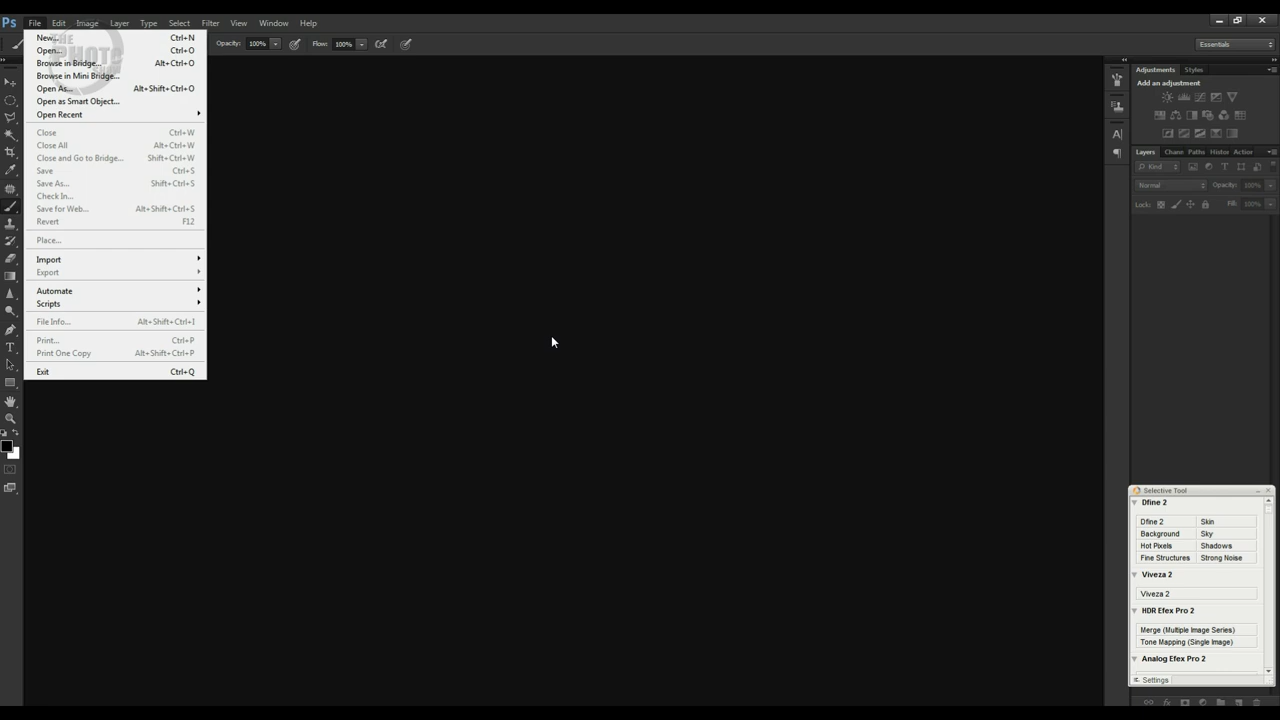 Ps File Edit Image Layer Type Select Filter View Window Help
Opacity: 100% Flow: 100% Essentials
THE PHOTO
New... Ctrl+N
Open... Ctrl+O
Browse in Bridge... Alt+Ctrl+O
Browse in Mini Bridge...
Open As... Alt+Shift+Ctrl+O
Open as Smart Object...
Open Recent
Close Ctrl+W
Close All Alt+Ctrl+W
Close and Go to Bridge... Shift+Ctrl+W
Save Ctrl+S
Save As... Shift+Ctrl+S
Check In...
Save for Web... Alt+Shift+Ctrl+S
Revert F12
Place...
Import
Export
Automate
Scripts
File Info... Alt+Shift+Ctrl+I
Print... Ctrl+P
Print One Copy Alt+Shift+Ctrl+P
Exit Ctrl+Q
Adjustments Styles
Add an adjustment
Layers Chann Paths Histor Action
Kind
Normal Opacity: 100%
Lock: Fill: 100%
Selective Tool
Dfine 2
Dfine 2 Skin
Background Sky
Hot Pixels Shadows
Fine Structures Strong Noise
Viveza 2
Viveza 2
HDR Efex Pro 2
Merge (Multiple Image Series)
Tone Mapping (Single Image)
Analog Efex Pro 2
Settings